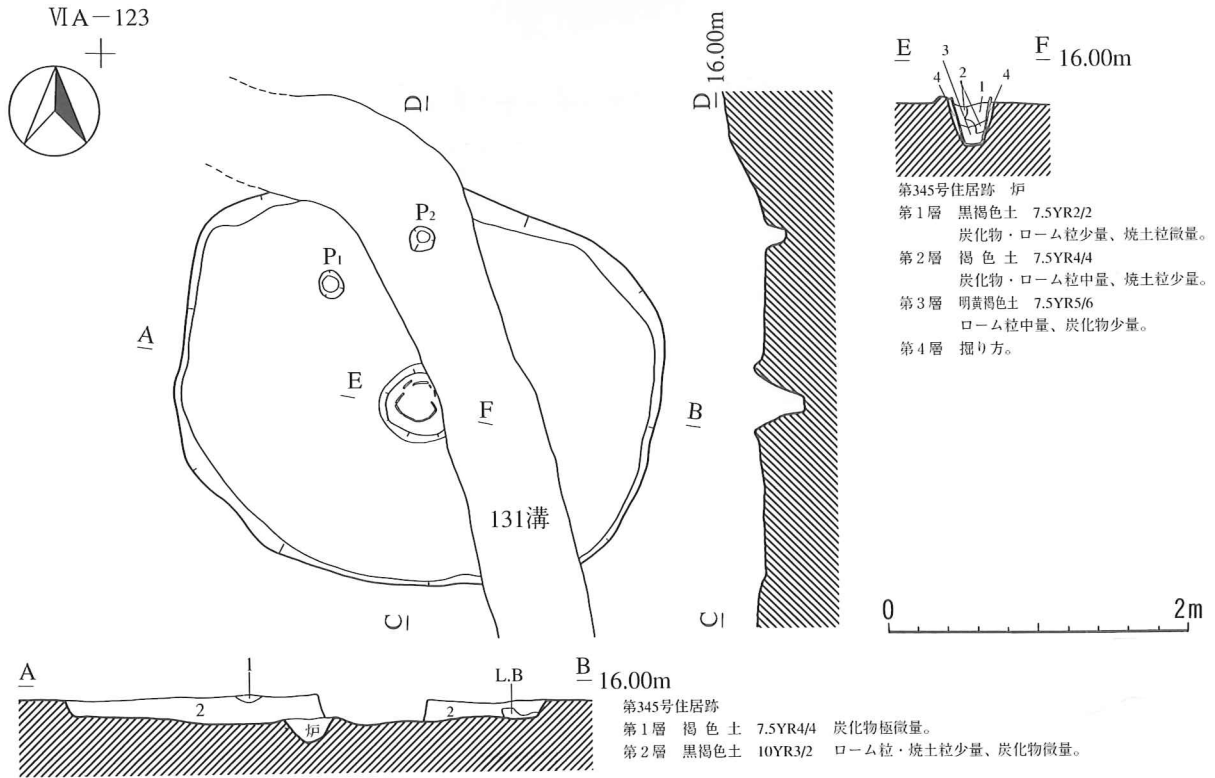 ⅥA－123
D
D 16.00m
P1
P2
A
E
F
B
131溝
C
C
E
F 16.00m
3
4 2 1 4
第345号住居跡 炉
第1層 黒褐色土 7.5YR2/2
炭化物・ローム粒少量、焼土粒微量。
第2層 褐色土 7.5YR4/4
炭化物・ローム粒中量、焼土粒少量。
第3層 明黄褐色土 7.5YR5/6
ローム粒中量、炭化物少量。
第4層 掘り方。
0 2m
A
B 16.00m
1
2
炉
2
L.B
第345号住居跡
第1層 褐色土 7.5YR4/4 炭化物極微量。
第2層 黒褐色土 10YR3/2 ローム粒・焼土粒少量、炭化物微量。